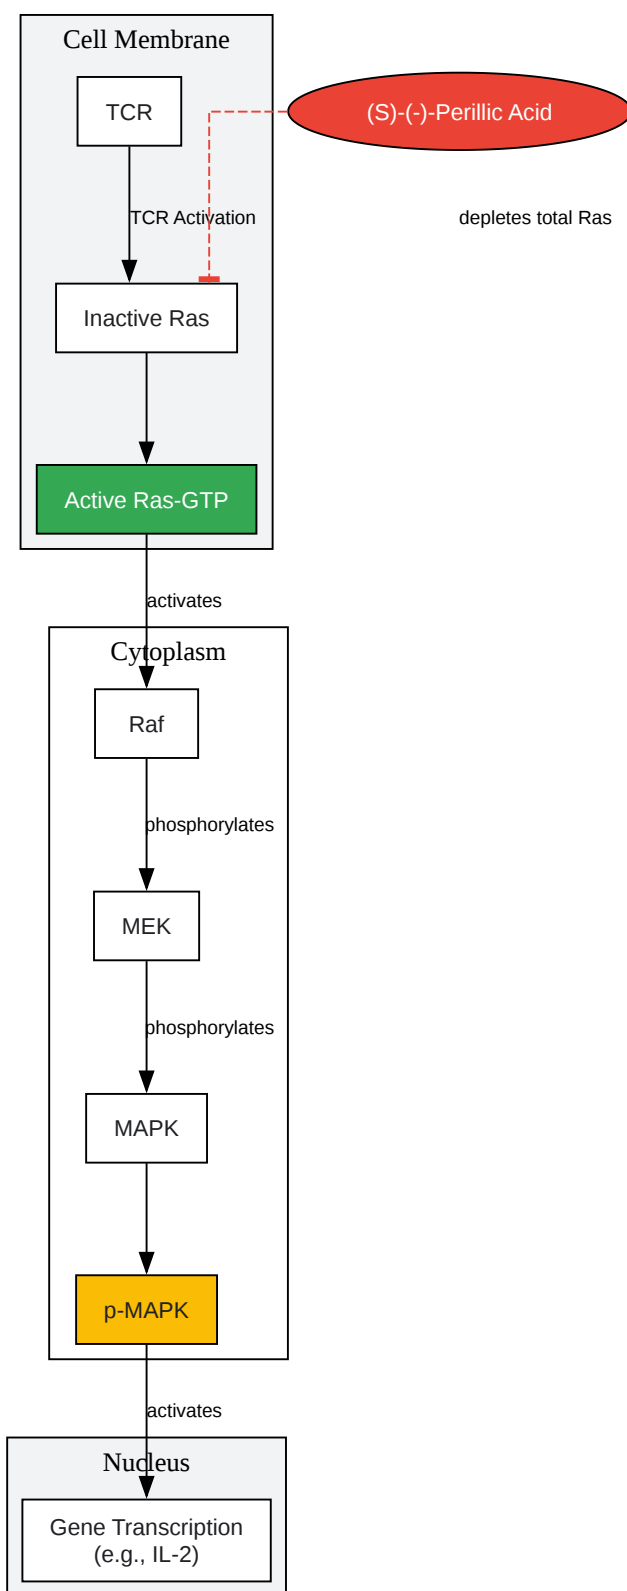 Cell Membrane
TCR
(S)-(-)-Perillic Acid
TCR Activation
depletes total Ras
Inactive Ras
Active Ras-GTP
activates
Cytoplasm
Raf
phosphorylates
MEK
phosphorylates
MAPK
p-MAPK
activates
Nucleus
Gene Transcription
(e.g., IL-2)